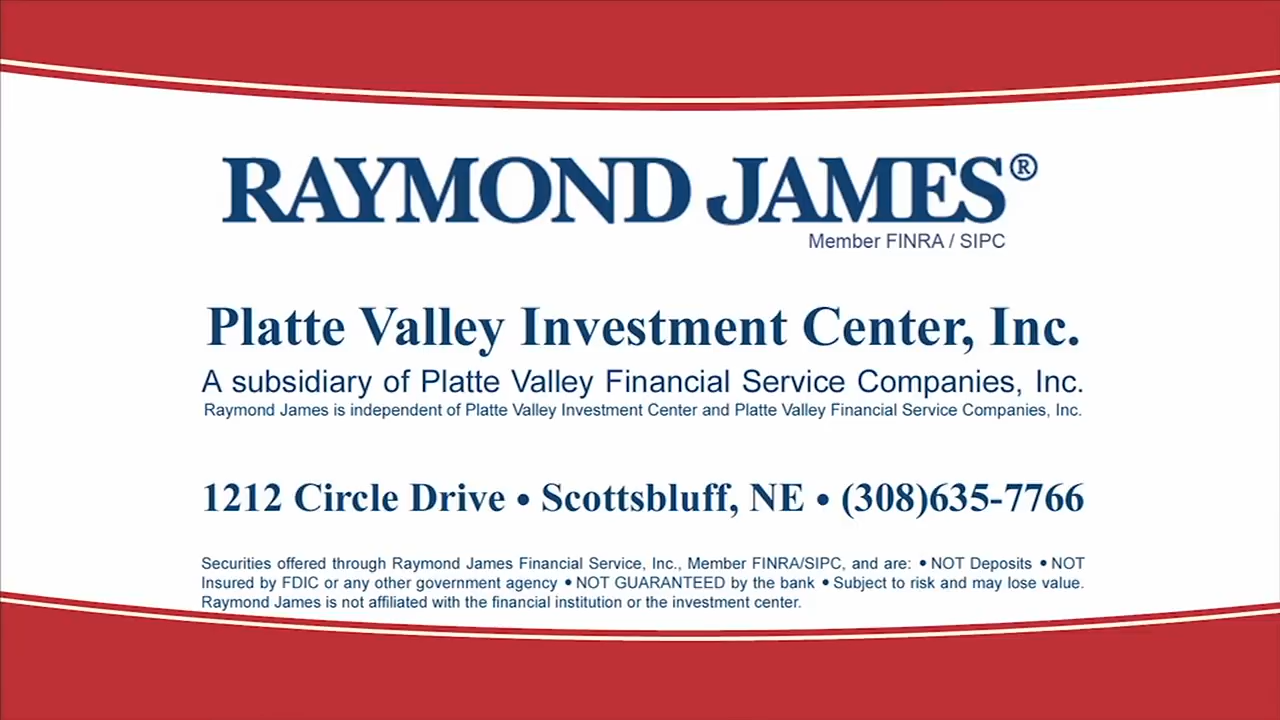 RAYMOND JAMES®
Member FINRA / SIPC
Platte Valley Investment Center, Inc.
A subsidiary of Platte Valley Financial Service Companies, Inc.
Raymond James is independent of Platte Valley Investment Center and Platte Valley Financial Service Companies, Inc.
1212 Circle Drive • Scottsbluff, NE • (308)635-7766
Securities offered through Raymond James Financial Service, Inc., Member FINRA/SIPC, and are: • NOT Deposits • NOT
Insured by FDIC or any other government agency • NOT GUARANTEED by the bank • Subject to risk and may lose value.
Raymond James is not affiliated with the financial institution or the investment center.